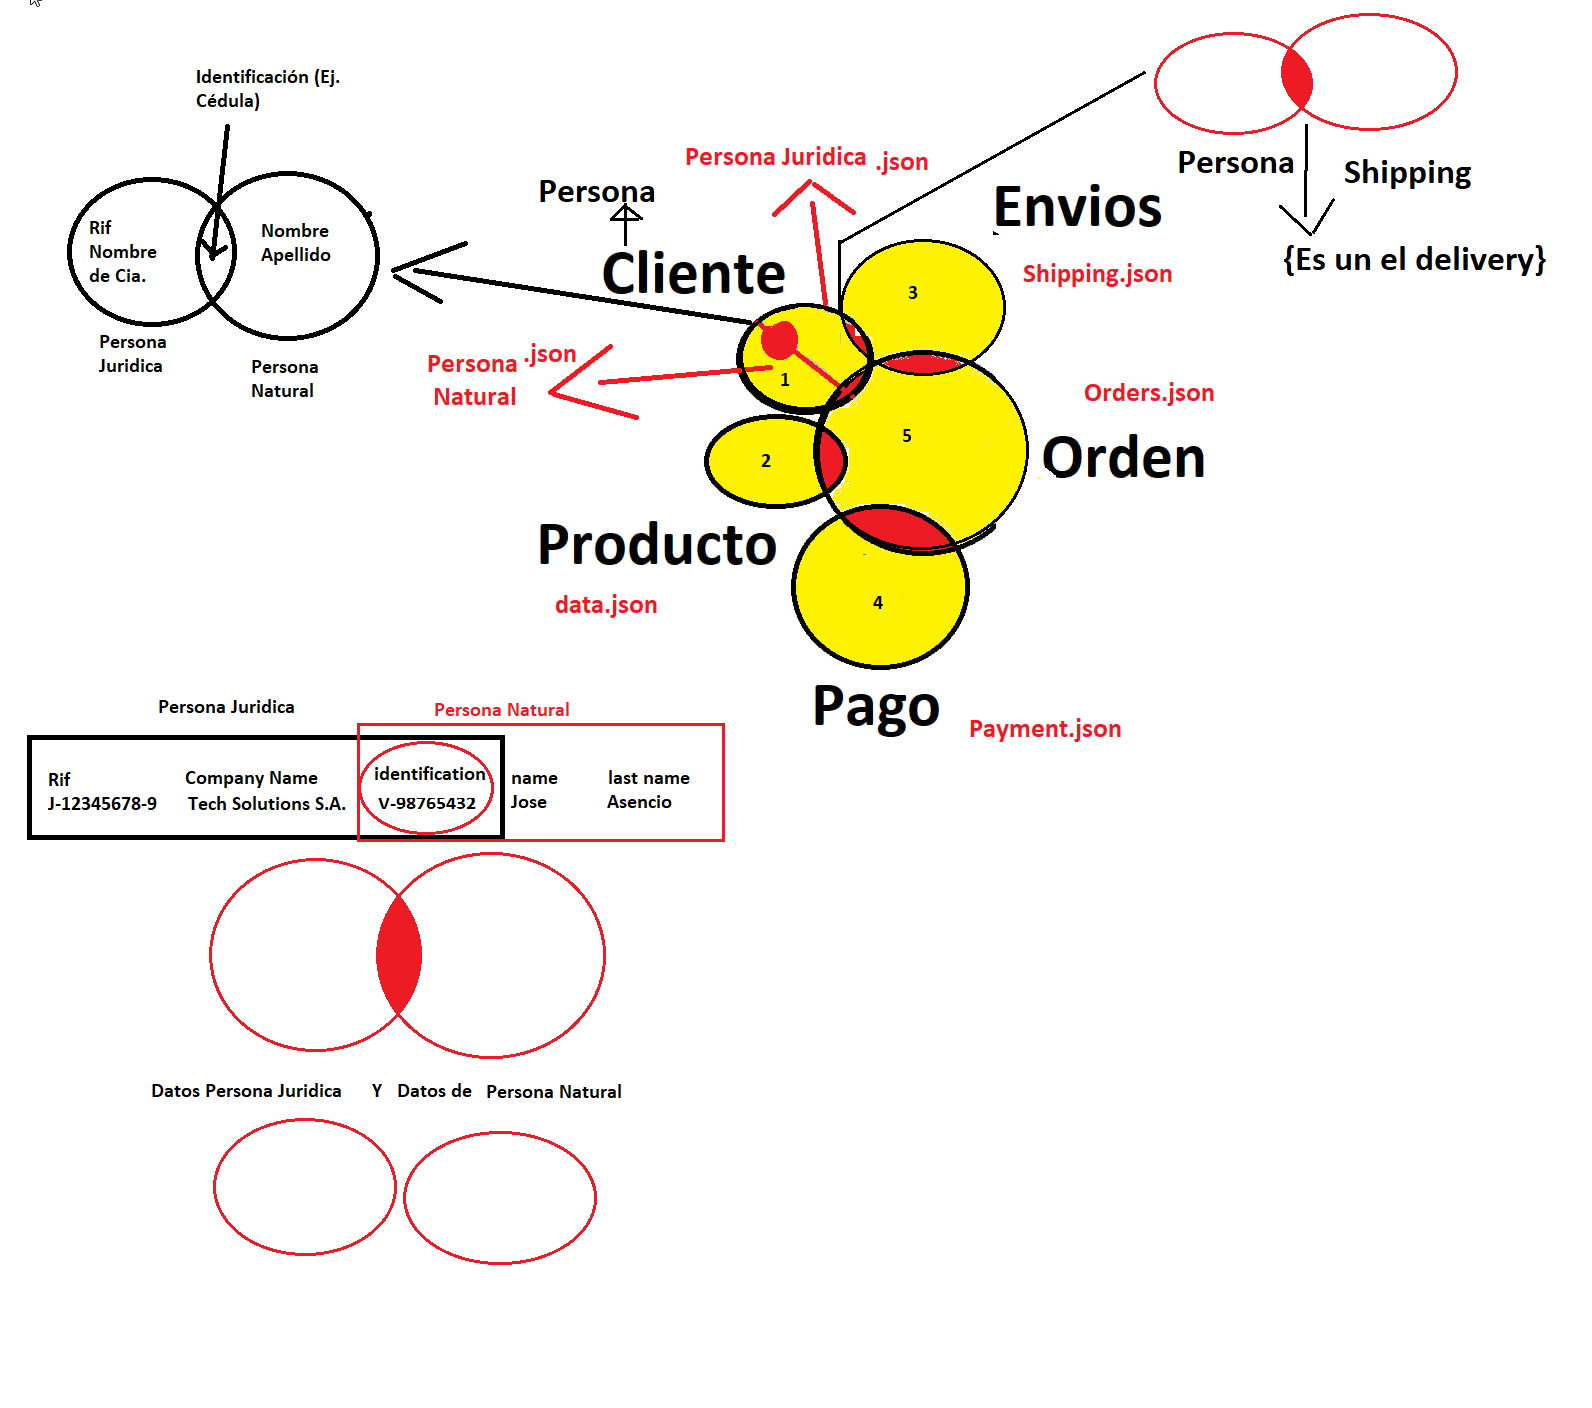 Identificación (Ej.
Cédula)
Rif
Nombre
de Cia.
Nombre
Apellido
Persona
Juridica
Persona
Natural
Persona
Cliente
Persona Juridica .json
Persona .json
Natural
Envios
Shipping.json
Persona
Shipping
{Es un el delivery}
3
1
2
5
4
Orders.json
Orden
Producto
data.json
Pago
Payment.json
Persona Juridica
Persona Natural
Rif
J-12345678-9
Company Name
Tech Solutions S.A.
identification
V-98765432
name
Jose
last name
Asencio
Datos Persona Juridica Y Datos de Persona Natural